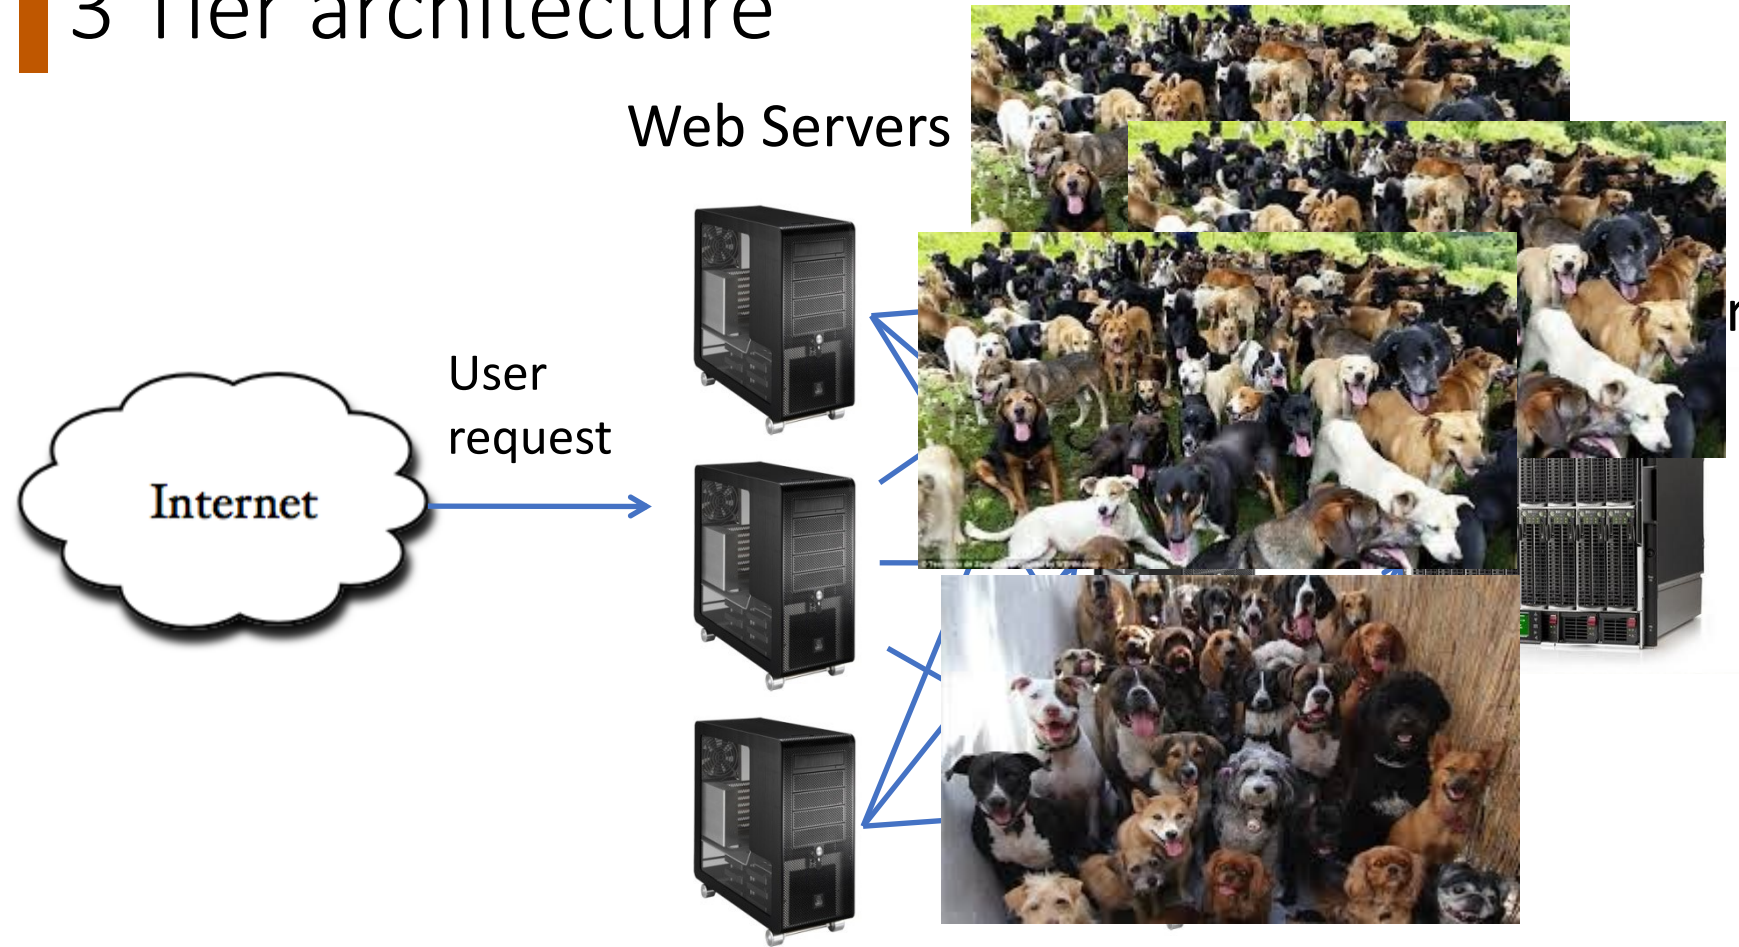 3 Tier architecture
Web Servers
User
request
Internet